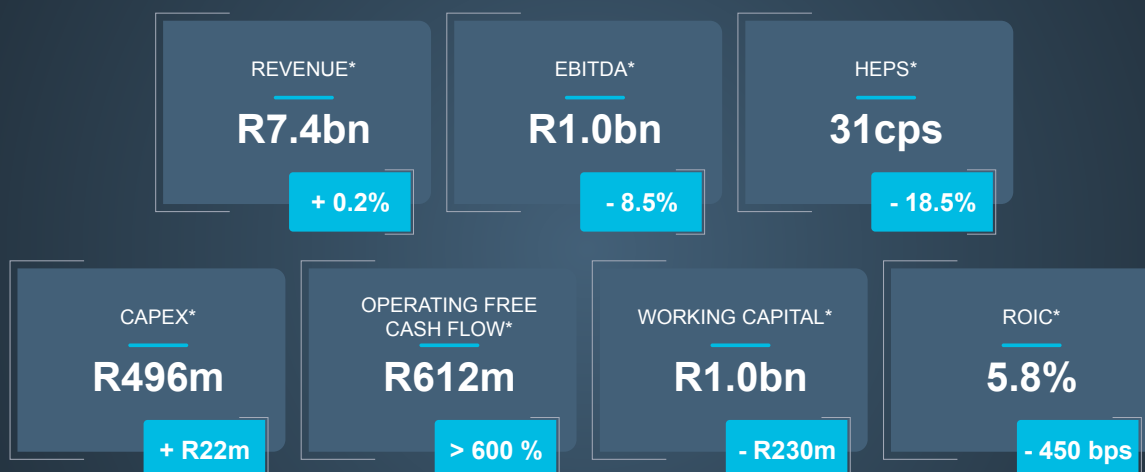 REVENUE*
R7.4bn
+ 0.2%
EBITDA*
R1.0bn
- 8.5%
HEPS*
31cps
- 18.5%
CAPEX*
R496m
+ R22m
OPERATING FREE
CASH FLOW*
R612m
> 600 %
WORKING CAPITAL*
R1.0bn
- R230m
ROIC*
5.8%
- 450 bps